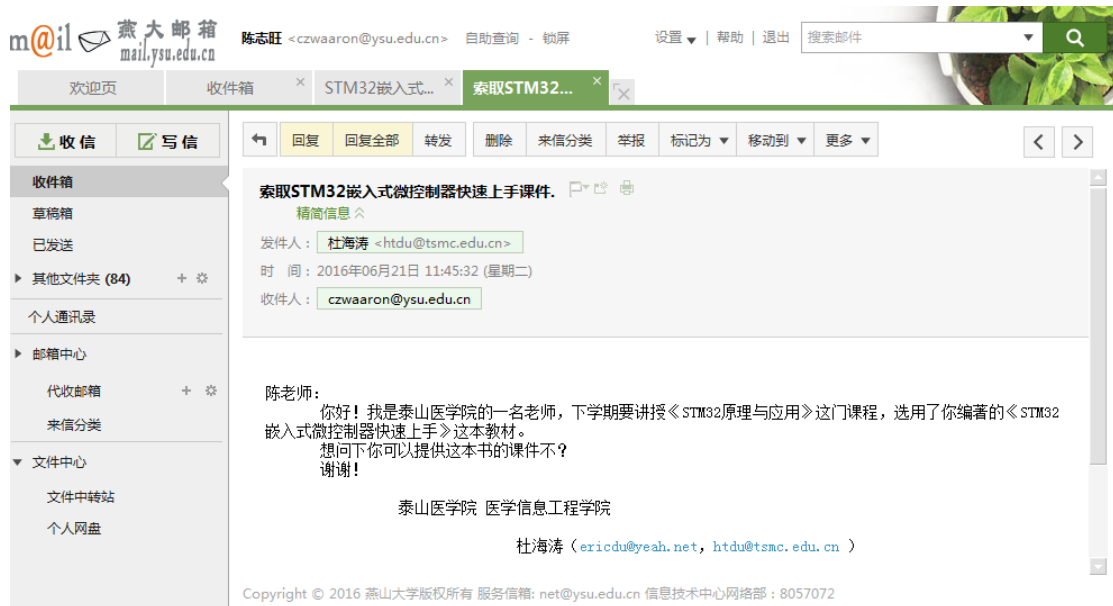 m@il 燕大邮箱
mail.ysu.edu.cn
陈志旺 <czwaaron@ysu.edu.cn> 自助查询 - 锁屏 设置 | 帮助 | 退出 搜索邮件
欢迎页 收件箱 STM32嵌入式... 索取STM32...
收信 写信 回复 回复全部 转发 删除 来信分类 举报 标记为 移动到 更多
收件箱
草稿箱
已发送
其他文件夹 (84)
个人通讯录
邮箱中心
代收邮箱
来信分类
文件中心
文件中转站
个人网盘
索取STM32嵌入式微控制器快速上手课件.
精简信息
发件人： 杜海涛 <htdu@tsmc.edu.cn>
时 间：2016年06月21日 11:45:32 (星期二)
收件人： czwaaron@ysu.edu.cn
陈老师：
你好！我是泰山医学院的一名老师，下学期要讲授《STM32原理与应用》这门课程，选用了你编著的《STM32
嵌入式微控制器快速上手》这本教材。
想问下你可以提供这本书的课件不？
谢谢！
泰山医学院 医学信息工程学院
杜海涛（ericdu@yeah.net，htdu@tsmc.edu.cn ）
Copyright © 2016 燕山大学版权所有 服务信箱: net@ysu.edu.cn 信息技术中心网络部：8057072